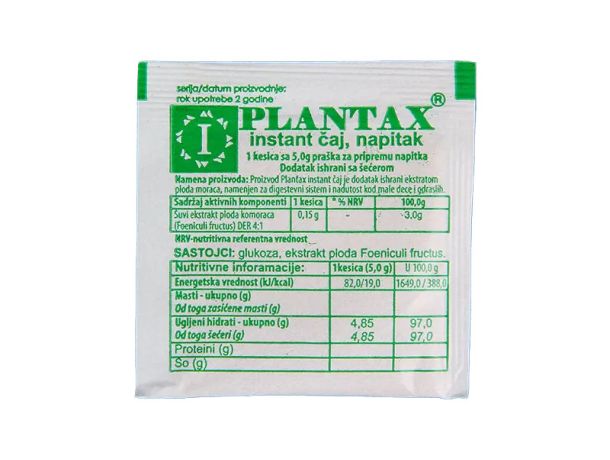 serija/datum proizvodnje:
rok upotrebe 2 godine
I PLANTAX®
instant čaj, napitak
1 kesica sa 5,0g praška za pripremu napitka
Dodatak ishrani sa šećerom
Namena proizvoda: Proizvod Plantax instant čaj je dodatak ishrani ekstratom
ploda moraca, namenjen za digestevni sistem i nadutost kod male dece i odraslih.
Sadržaj aktivnih komponenti 1 kesica * % NRV 100,0g
Suvi ekstrakt ploda komoraca 0,15 g - 3,0g
(Foeniculi fructus) DER 4:1
NRV-nutritivna referentna vrednost
SASTOJCI: glukoza, ekstrakt ploda Foeniculi fructus.
Nutritivne inforamacije: 1kesica (5,0 g) U 100,0 g
Energetska vrednost (kJ/kcal) 82,0/19,0 1649,0/388,0
Masti - ukupno (g)
Od toga zasićene masti (g)
Ugljeni hidrati - ukupno (g) 4,85 97,0
Od toga šećeri (g) 4,85 97,0
Proteini (g)
So (g)